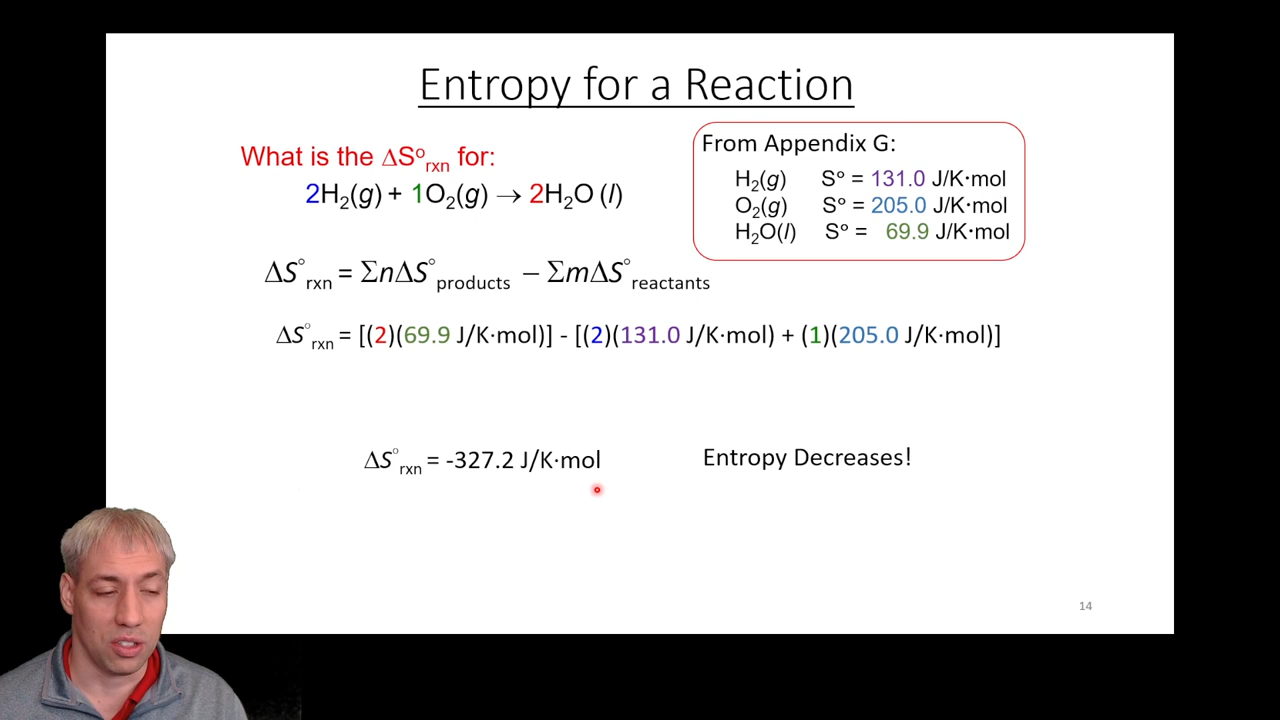 Entropy for a Reaction
What is the ΔS°rxn for:
2H₂(g) + 1O₂(g) → 2H₂O (l)
From Appendix G:
H₂(g) S° = 131.0 J/K·mol
O₂(g) S° = 205.0 J/K·mol
H₂O(l) S° = 69.9 J/K·mol
ΔS°rxn = ΣnΔS°products − ΣmΔS°reactants
ΔS°rxn = [(2)(69.9 J/K·mol)] - [(2)(131.0 J/K·mol) + (1)(205.0 J/K·mol)]
ΔS°rxn = -327.2 J/K·mol
Entropy Decreases!
14